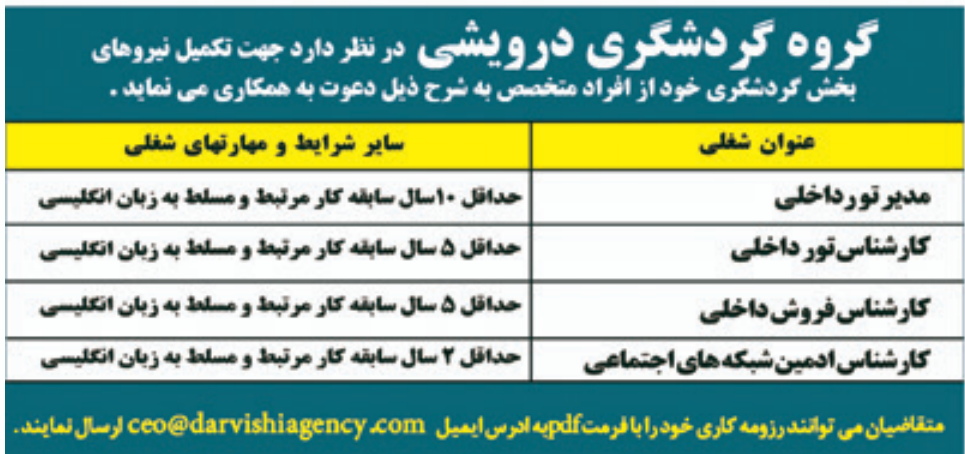 گروه گردشگری درویشی در نظر دارد جهت تکمیل نیروهای
بخش گردشگری خود از افراد متخصص به شرح ذیل دعوت به همکاری می نماید .
عنوان شغلی	سایر شرایط و مهارتهای شغلی
مدیر تور داخلی	حداقل ۱۰سال سابقه کار مرتبط و مسلط به زبان انگلیسی
کارشناس تور داخلی	حداقل ۵ سال سابقه کار مرتبط و مسلط به زبان انگلیسی
کارشناس فروش داخلی	حداقل ۵ سال سابقه کار مرتبط و مسلط به زبان انگلیسی
کارشناس ادمین شبکه های اجتماعی	حداقل ۲ سال سابقه کار مرتبط و مسلط به زبان انگلیسی
متقاضیان می توانند رزومه کاری خود را با فرمت pdf به ادرس ایمیل ceo@darvishiagency.com ارسال نمایند .